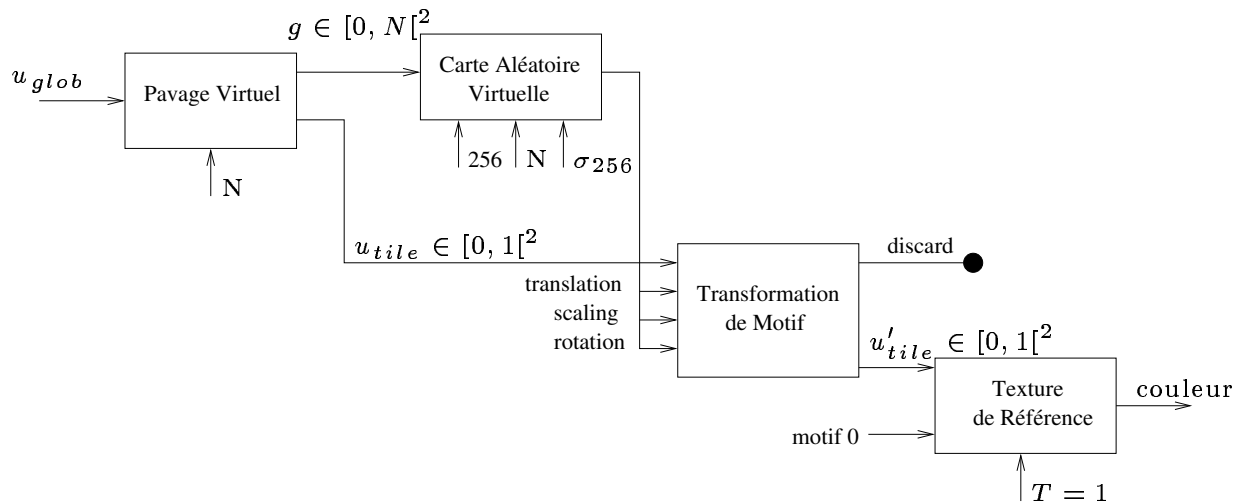 g ∈ [0, N[²
u_glob
Pavage Virtuel
Carte Aléatoire
Virtuelle
256
N
σ_256
N
u_tile ∈ [0, 1[²
discard
translation
scaling
rotation
Transformation
de Motif
u'_tile ∈ [0, 1[²
Texture
de Référence
couleur
motif 0
T = 1